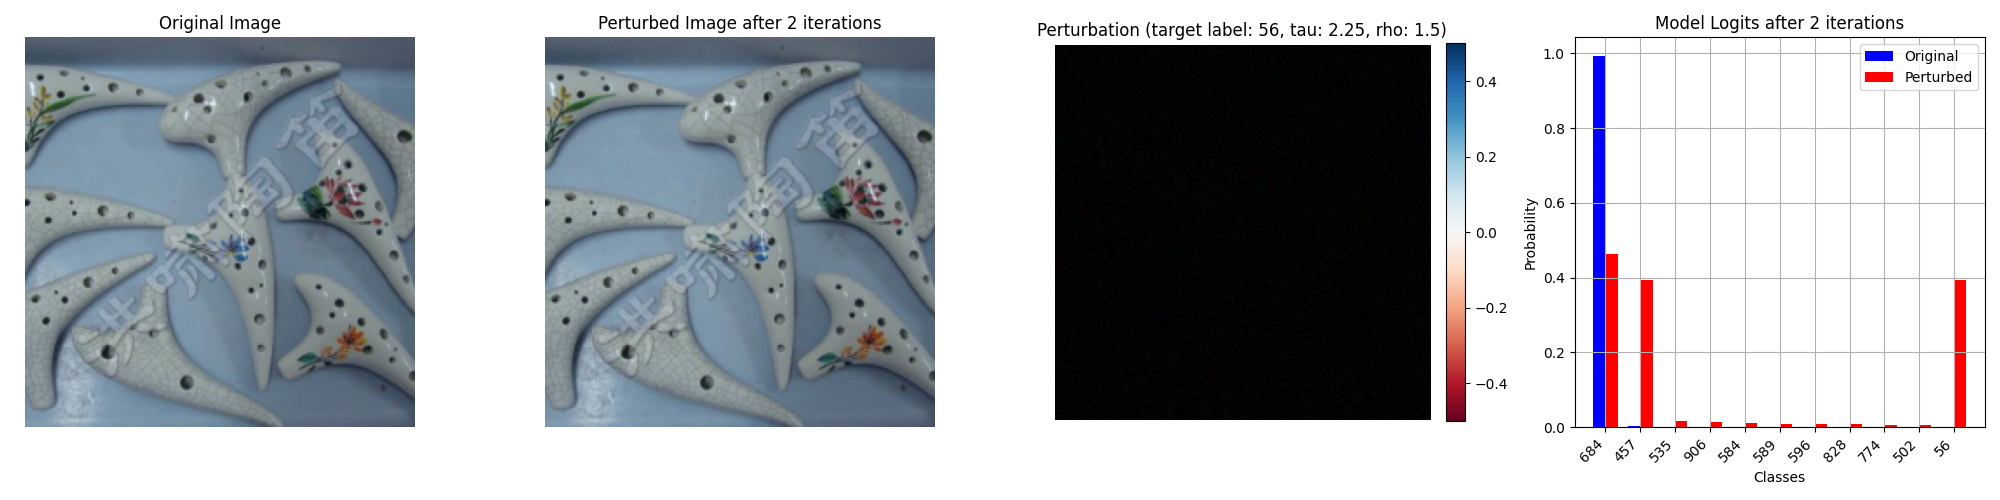 Original Image
Perturbed Image after 2 iterations
Perturbation (target label: 56, tau: 2.25, rho: 1.5)
0.4
0.2
0.0
−0.2
−0.4
Model Logits after 2 iterations
Original
Perturbed
Probability
1.0
0.8
0.6
0.4
0.2
0.0
684
457
535
906
584
589
596
828
774
502
56
Classes
陶笛